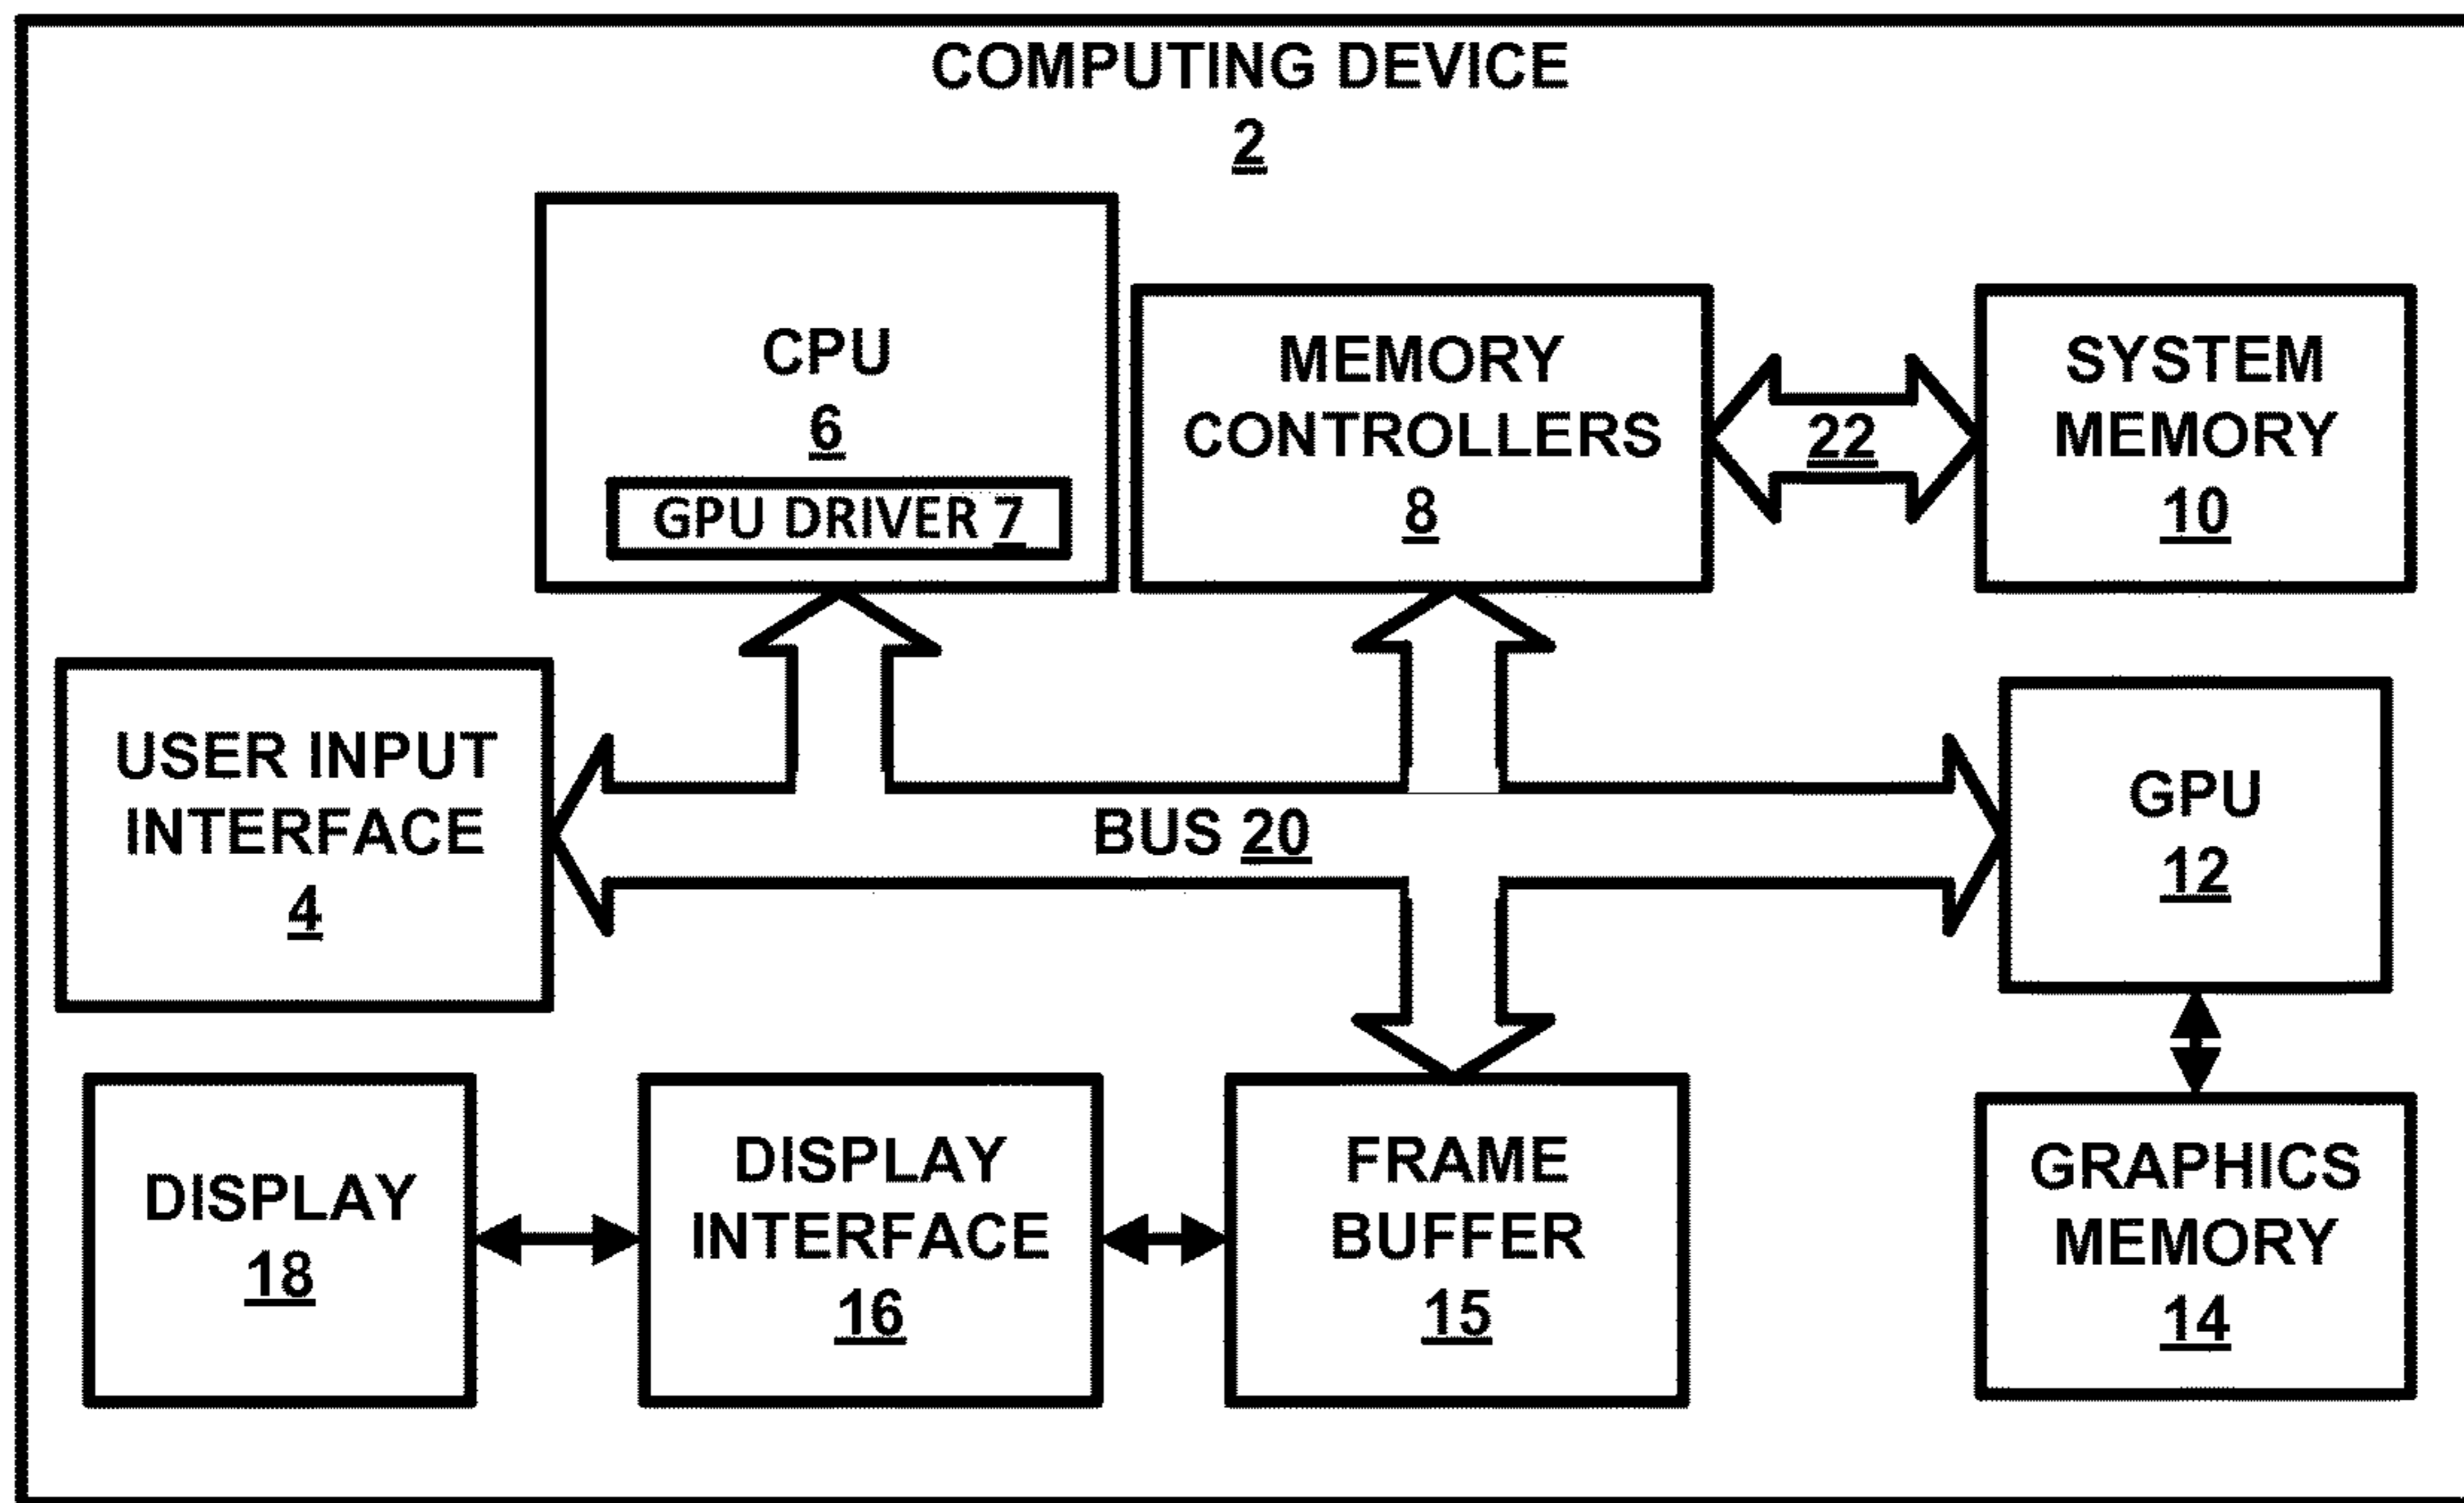 COMPUTING DEVICE
2
CPU
6
GPU DRIVER 7
MEMORY
CONTROLLERS
8
22
SYSTEM
MEMORY
10
USER INPUT
INTERFACE
4
BUS 20
GPU
12
DISPLAY
18
DISPLAY
INTERFACE
16
FRAME
BUFFER
15
GRAPHICS
MEMORY
14